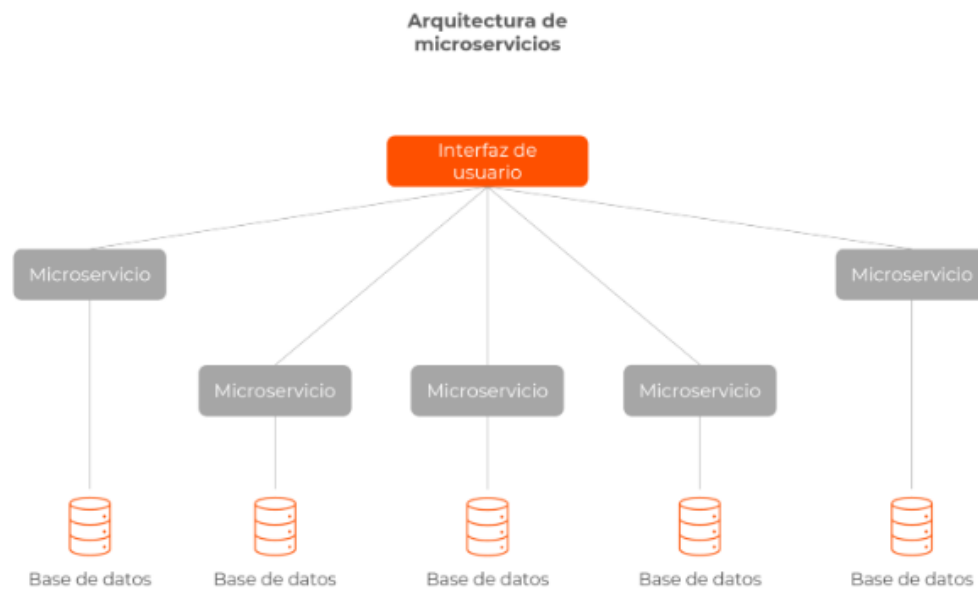 Arquitectura de
microservicios
Interfaz de
usuario
Microservicio
Microservicio
Microservicio
Microservicio
Microservicio
Base de datos
Base de datos
Base de datos
Base de datos
Base de datos